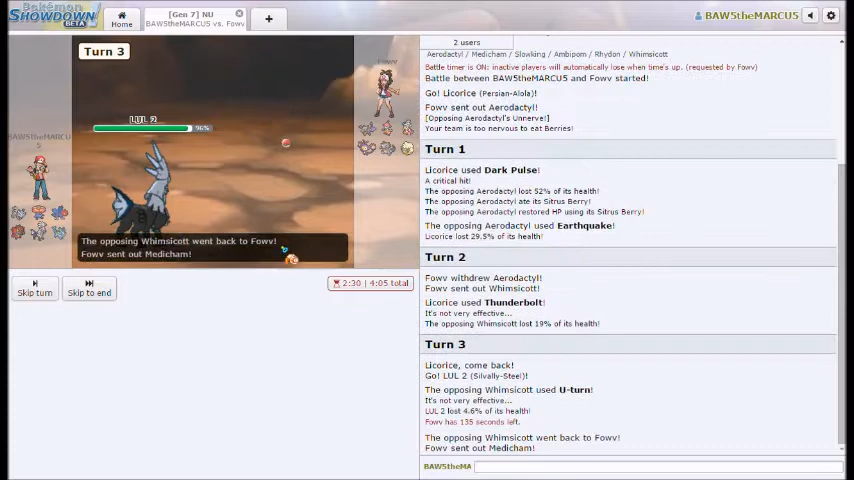 Pokémon
SHOWDOWN
BETA
Home
[Gen 7] NU
BAW5theMARCUS vs. Fowv
+
BAW5theMARCUS
Turn 3
LUL 2
96%
BAW5theMARCU
S
Fowv
The opposing Whimsicott went back to Fowv!
Fowv sent out Medicham!
Skip turn
Skip to end
2:30 | 4:05 total
2 users
Aerodactyl / Medicham / Slowking / Ambipom / Rhydon / Whimsicott
Battle timer is ON: inactive players will automatically lose when time's up. (requested by Fowv)
Battle between BAW5theMARCUS and Fowv started!
Go! Licorice (Persian-Alola)!
Fowv sent out Aerodactyl!
[Opposing Aerodactyl's Unnerve!]
Your team is too nervous to eat Berries!
Turn 1
Licorice used Dark Pulse!
A critical hit!
The opposing Aerodactyl lost 52% of its health!
The opposing Aerodactyl ate its Sitrus Berry!
The opposing Aerodactyl restored HP using its Sitrus Berry!
The opposing Aerodactyl used Earthquake!
Licorice lost 29.5% of its health!
Turn 2
Fowv withdrew Aerodactyl!
Fowv sent out Whimsicott!
Licorice used Thunderbolt!
It's not very effective...
The opposing Whimsicott lost 19% of its health!
Turn 3
Licorice, come back!
Go! LUL 2 (Silvally-Steel)!
The opposing Whimsicott used U-turn!
It's not very effective...
LUL 2 lost 4.6% of its health!
Fowv has 135 seconds left.
The opposing Whimsicott went back to Fowv!
Fowv sent out Medicham!
BAW5theMA